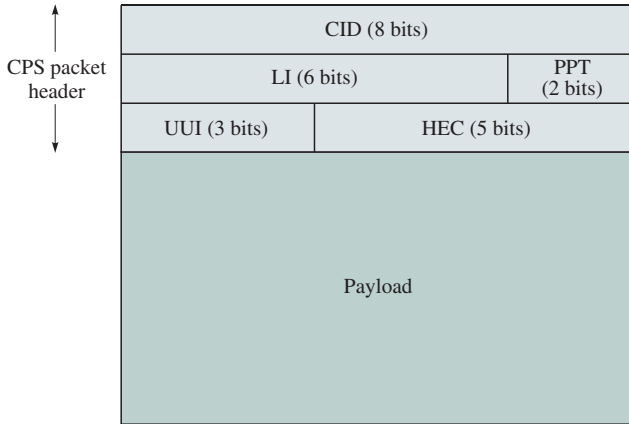 CID (8 bits)
CPS packet
header
LI (6 bits)
PPT
(2 bits)
UUI (3 bits)
HEC (5 bits)
Payload